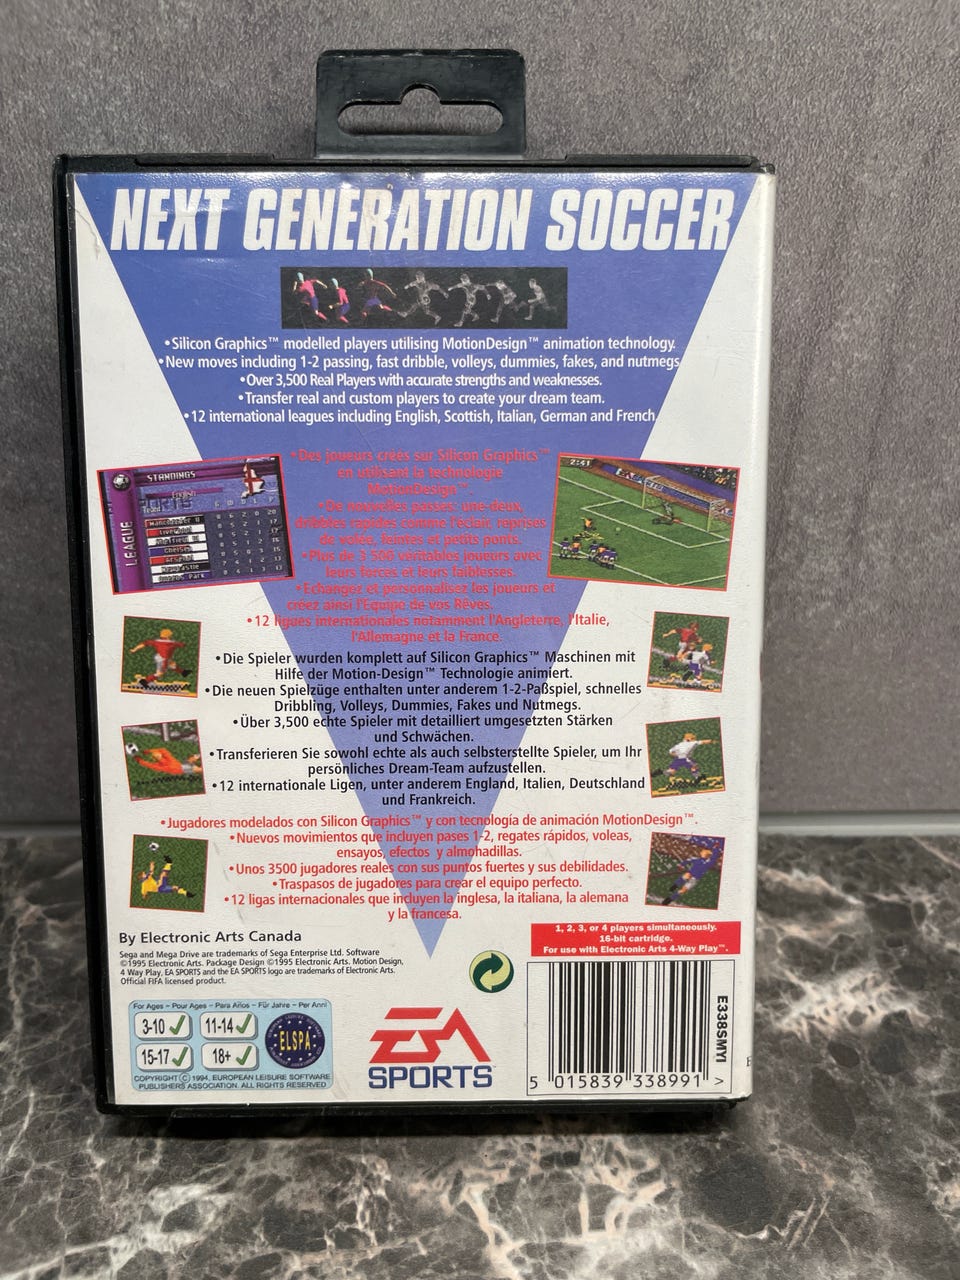 NEXT GENERATION SOCCER
•Silicon Graphics™ modelled players utilising MotionDesign™ animation technology.
•New moves including 1-2 passing, fast dribble, volleys, dummies, fakes, and nutmegs
•Over 3,500 Real Players with accurate strengths and weaknesses.
•Transfer real and custom players to create your dream team.
•12 international leagues including English, Scottish, Italian, German and French
•Des joueurs créés sur Silicon Graphics™
en utilisant la technologie
MotionDesign™.
•De nouvelles passes: une-deux,
dribbles rapides comme l'éclair, reprises
de volée, feintes et petits ponts.
•Plus de 3 500 véritables joueurs avec
leurs forces et leurs faiblesses.
•Echangez et personnalisez les joueurs et
créez ainsi l'Equipe de vos Rêves.
•12 ligues internationales notamment l'Angleterre, l'Italie,
l'Allemagne et la France.
STANDINGS
English
LEAGUE
Liverpool
Sheffield W
Chelsea
Arsenal
Newcastle
Queens Park
2:41
•Die Spieler wurden komplett auf Silicon Graphics™ Maschinen mit
Hilfe der Motion-Design™ Technologie animiert.
•Die neuen Spielzüge enthalten unter anderem 1-2-Paßspiel, schnelles
Dribbling, Volleys, Dummies, Fakes und Nutmegs.
•Über 3,500 echte Spieler mit detailliert umgesetzten Stärken
und Schwächen.
•Transferieren Sie sowohl echte als auch selbsterstellte Spieler, um Ihr
persönliches Dream-Team aufzustellen.
•12 internationale Ligen, unter anderem England, Italien, Deutschland
und Frankreich.
•Jugadores modelados con Silicon Graphics™ y con tecnología de animación MotionDesign™.
•Nuevos movimientos que incluyen pases 1-2, regates rápidos, voleas,
ensayos, efectos y almohadillas.
•Unos 3500 jugadores reales con sus puntos fuertes y sus debilidades.
•Traspasos de jugadores para crear el equipo perfecto.
•12 ligas internacionales que incluyen la inglesa, la italiana, la alemana
y la francesa.
By Electronic Arts Canada
Sega and Mega Drive are trademarks of Sega Enterprise Ltd. Software
©1995 Electronic Arts. Package Design ©1995 Electronic Arts. Motion Design,
4 Way Play, EA SPORTS and the EA SPORTS logo are trademarks of Electronic Arts.
Official FIFA licensed product.
1, 2, 3, or 4 players simultaneously.
16-bit cartridge.
For use with Electronic Arts 4-Way Play™.
For Ages - Pour Ages - Para Años - Für Jahre - Per Anni
3-10 11-14
15-17 18+
ELSPA
COPYRIGHT © 1994, EUROPEAN LEISURE SOFTWARE
PUBLISHERS ASSOCIATION. ALL RIGHTS RESERVED
EA
SPORTS
E338SMYI
5 015839 338991 >